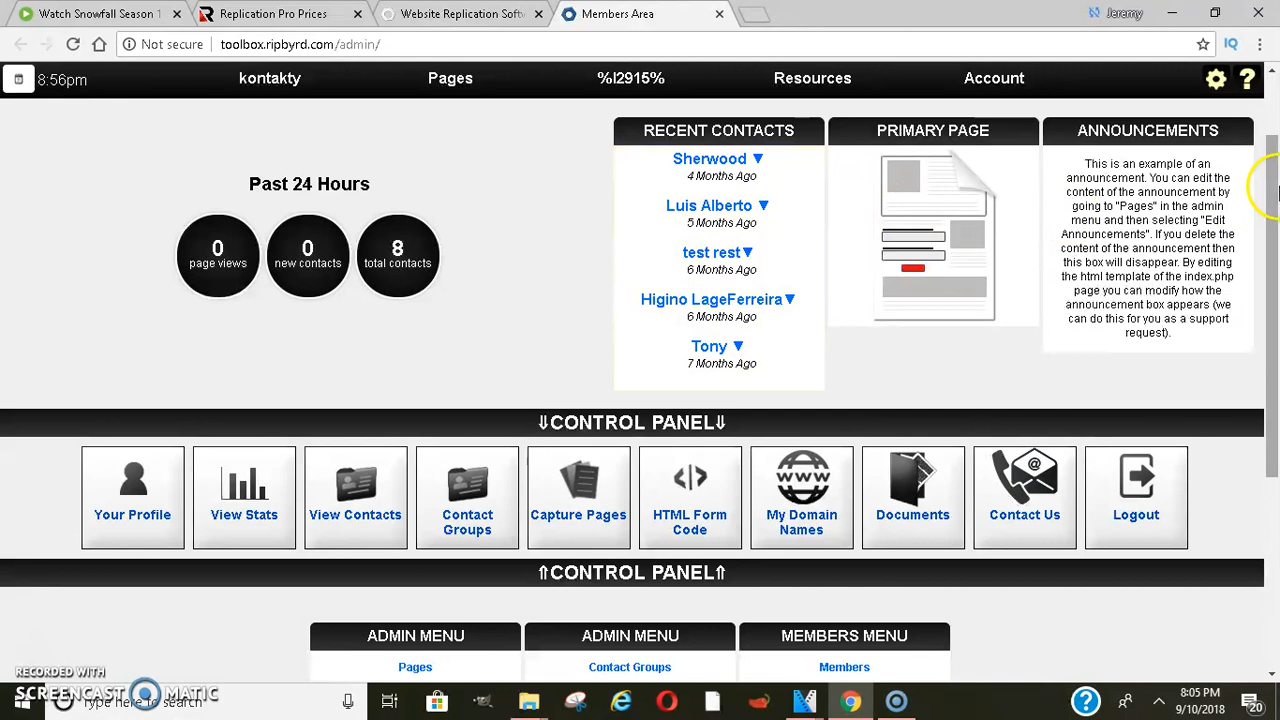 Watch Snowfall Season 1
Replication Pro Prices
Website Replication Softw
Members Area
Jeremy
Not secure
toolbox.ripbyrd.com/admin/
8:56pm
kontakty
Pages
%I2915%
Resources
Account
Past 24 Hours
0
page views
0
new contacts
8
total contacts
RECENT CONTACTS
Sherwood ▼
4 Months Ago
Luis Alberto ▼
5 Months Ago
test rest▼
6 Months Ago
Higino LageFerreira▼
6 Months Ago
Tony ▼
7 Months Ago
PRIMARY PAGE
ANNOUNCEMENTS
This is an example of an
announcement. You can edit the
content of the announcement by
going to "Pages" in the admin
menu and then selecting "Edit
Announcements". If you delete the
content of the announcement then
this box will disappear. By editing
the html template of the index.php
page you can modify how the
announcement box appears (we
can do this for you as a support
request).
⇓CONTROL PANEL⇓
Your Profile
View Stats
View Contacts
Contact
Groups
Capture Pages
HTML Form
Code
WWW
My Domain
Names
Documents
Contact Us
Logout
⇑CONTROL PANEL⇑
ADMIN MENU
Pages
ADMIN MENU
Contact Groups
MEMBERS MENU
Members
RECORDED WITH
SCREENCAST MATIC
Type here to search
8:05 PM
9/10/2018
20